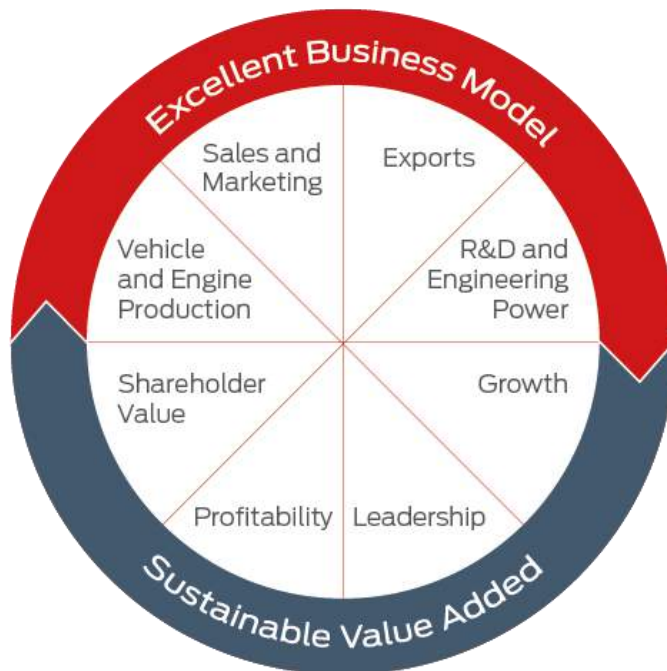 Excellent Business Model
Sales and
Marketing
Exports
Vehicle
and Engine
Production
R&D and
Engineering
Power
Shareholder
Value
Growth
Profitability
Leadership
Sustainable Value Added